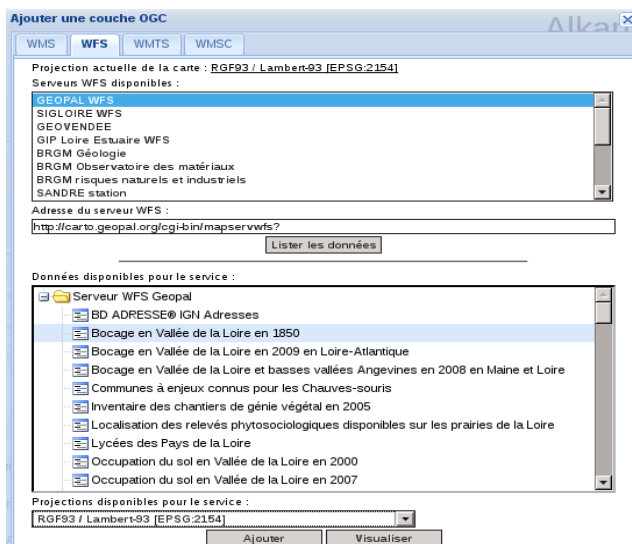 Ajouter une couche OGC
Alkan
WMS WFS WMTS WMSC
Projection actuelle de la carte : RGF93 / Lambert-93 [EPSG:2154]
Serveurs WFS disponibles :
GEOPAL WFS
SIGLOIRE WFS
GEOVENDEE
GIP Loire Estuaire WFS
BRGM Géologie
BRGM Observatoire des matériaux
BRGM risques naturels et industriels
SANDRE station
Adresse du serveur WFS :
http://carto.geopal.org/cgi-bin/mapservwfs?
Lister les données
Données disponibles pour le service :
Serveur WFS Geopal
BD ADRESSE® IGN Adresses
Bocage en Vallée de la Loire en 1850
Bocage en Vallée de la Loire en 2009 en Loire-Atlantique
Bocage en Vallée de la Loire et basses vallées Angevines en 2008 en Maine et Loire
Communes à enjeux connus pour les Chauves-souris
Inventaire des chantiers de génie végétal en 2005
Localisation des relevés phytosociologiques disponibles sur les prairies de la Loire
Lycées des Pays de la Loire
Occupation du sol en Vallée de la Loire en 2000
Occupation du sol en Vallée de la Loire en 2007
Projections disponibles pour le service :
RGF93 / Lambert-93 [EPSG:2154]
Ajouter Visualiser